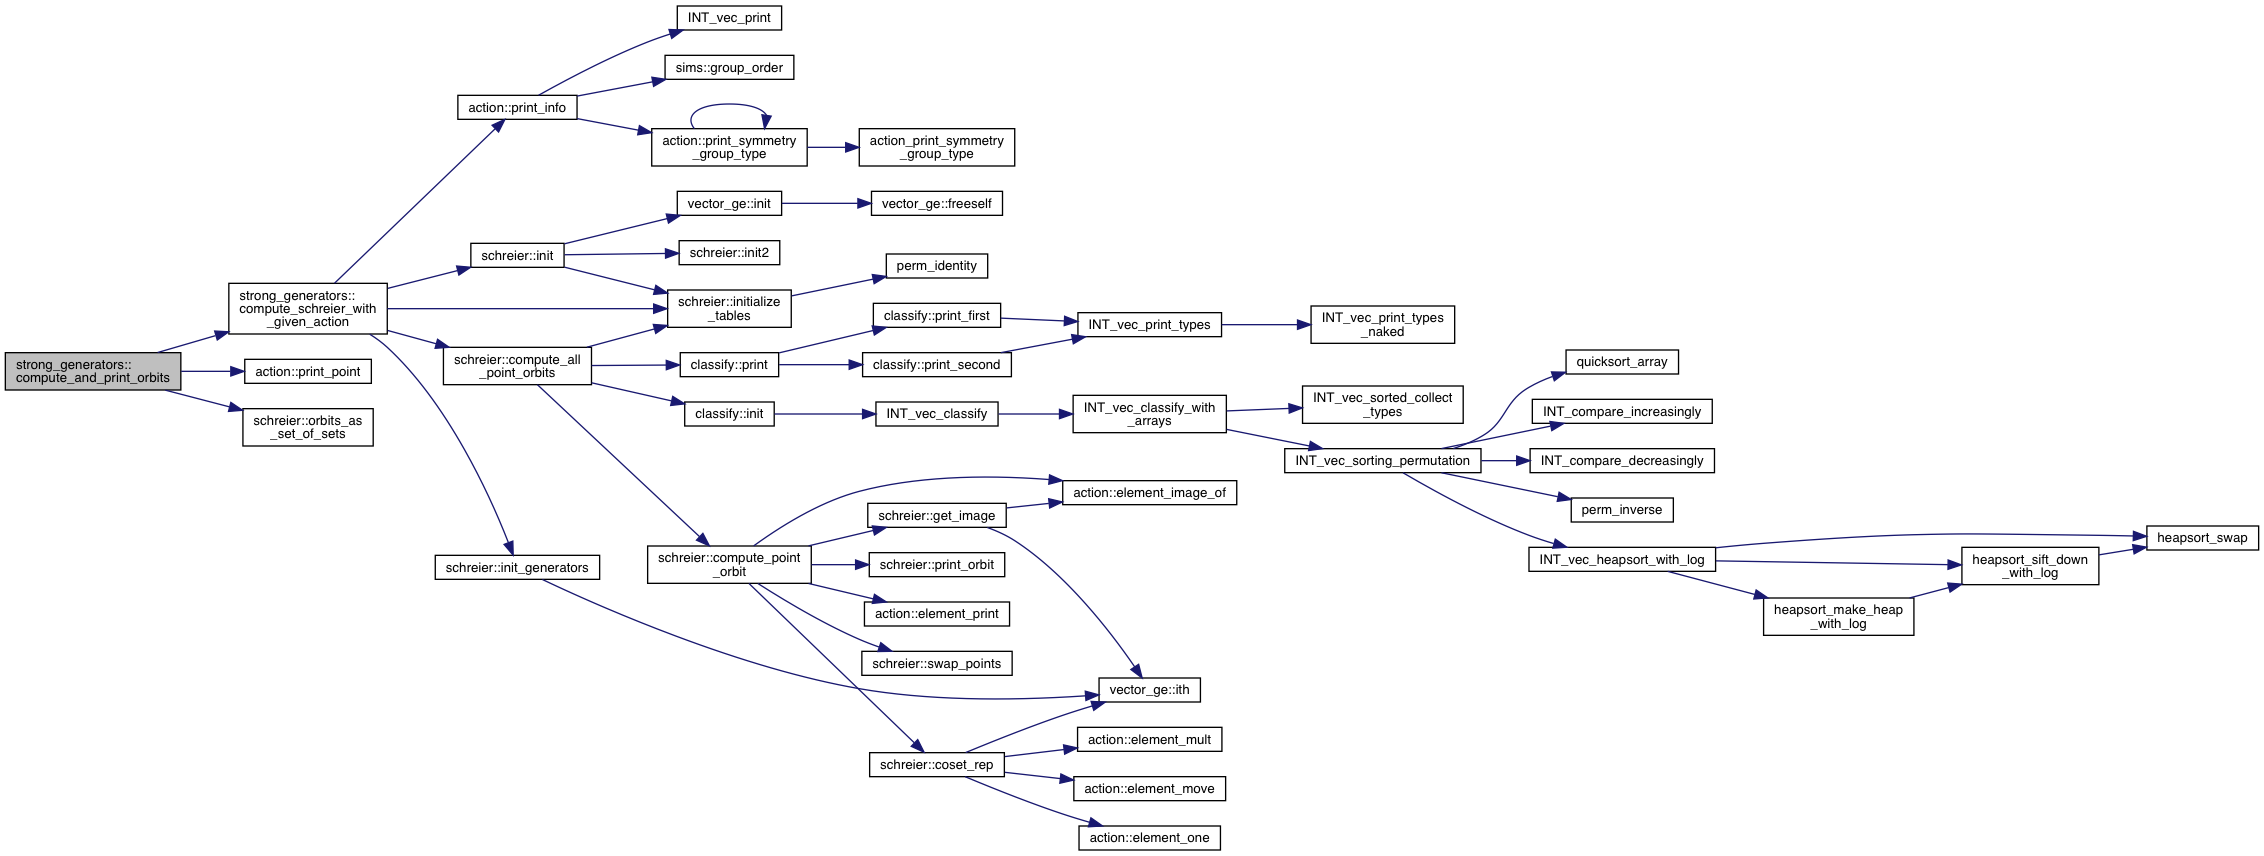 strong_generators::
compute_and_print_orbits
strong_generators::
compute_schreier_with
_given_action
action::print_point
schreier::orbits_as
_set_of_sets
action::print_info
schreier::init
schreier::compute_all
_point_orbits
schreier::init_generators
INT_vec_print
sims::group_order
action::print_symmetry
_group_type
action_print_symmetry
_group_type
vector_ge::init
vector_ge::freeself
schreier::init2
schreier::initialize
_tables
perm_identity
classify::print
classify::print_first
classify::print_second
INT_vec_print_types
INT_vec_print_types
_naked
classify::init
INT_vec_classify
INT_vec_classify_with
_arrays
INT_vec_sorted_collect
_types
INT_vec_sorting_permutation
quicksort_array
INT_compare_increasingly
INT_compare_decreasingly
perm_inverse
INT_vec_heapsort_with_log
heapsort_swap
heapsort_sift_down
_with_log
heapsort_make_heap
_with_log
schreier::compute_point
_orbit
action::element_image_of
schreier::get_image
schreier::print_orbit
action::element_print
schreier::swap_points
schreier::coset_rep
vector_ge::ith
action::element_mult
action::element_move
action::element_one